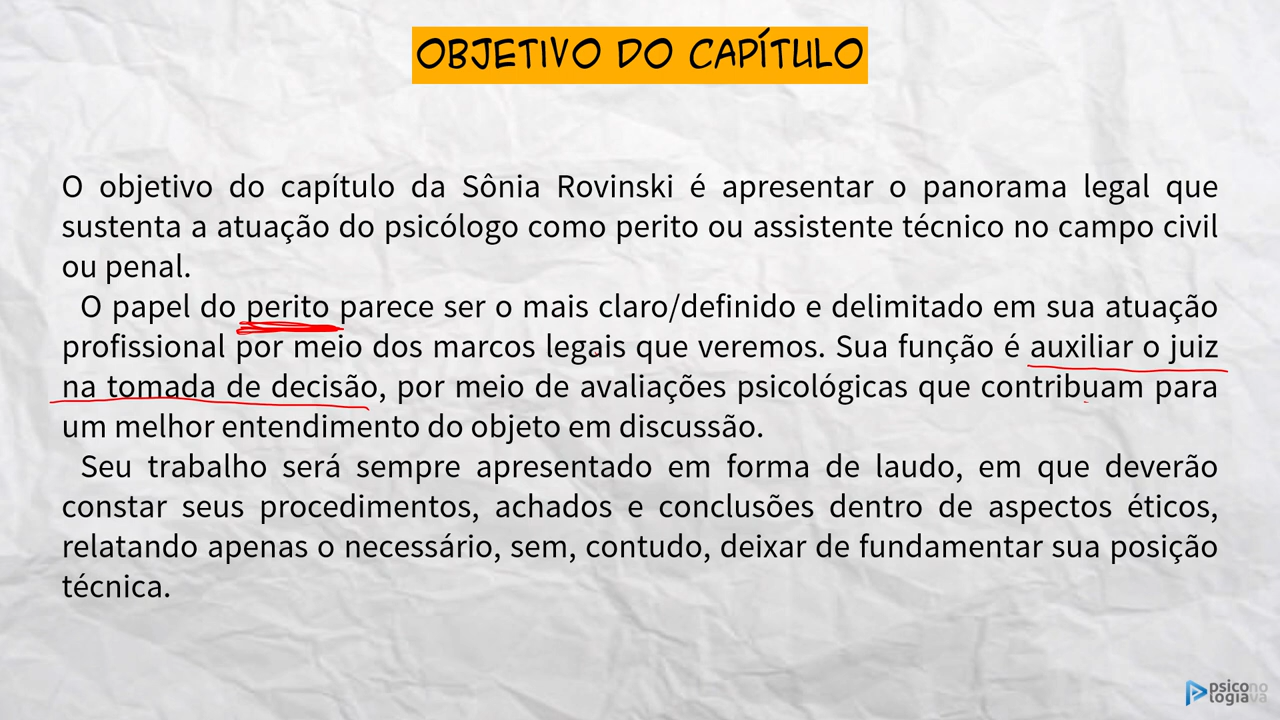 OBJETIVO DO CAPÍTULO
O objetivo do capítulo da Sônia Rovinski é apresentar o panorama legal que
sustenta a atuação do psicólogo como perito ou assistente técnico no campo civil
ou penal.
O papel do perito parece ser o mais claro/definido e delimitado em sua atuação
profissional por meio dos marcos legais que veremos. Sua função é auxiliar o juiz
na tomada de decisão, por meio de avaliações psicológicas que contribuam para
um melhor entendimento do objeto em discussão.
Seu trabalho será sempre apresentado em forma de laudo, em que deverão
constar seus procedimentos, achados e conclusões dentro de aspectos éticos,
relatando apenas o necessário, sem, contudo, deixar de fundamentar sua posição
técnica.
psicono
logiava